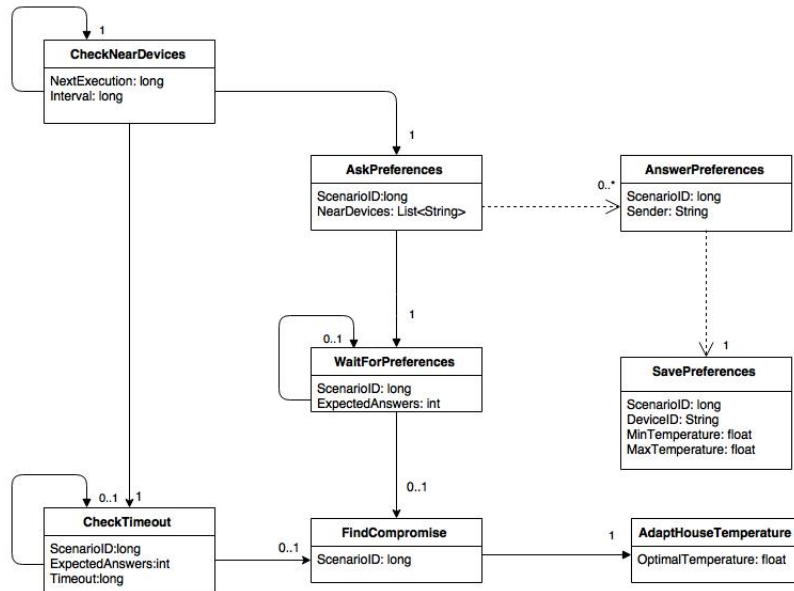 1
CheckNearDevices
NextExecution: long
Interval: long
1
AskPreferences
ScenarioID:long
NearDevices: List<String>
0..*
AnswerPreferences
ScenarioID: long
Sender: String
1
0..1
WaitForPreferences
ScenarioID: long
ExpectedAnswers: int
1
SavePreferences
ScenarioID: long
DeviceID: String
MinTemperature: float
MaxTemperature: float
0..1
0..1
1
CheckTimeout
ScenarioID:long
ExpectedAnswers:int
Timeout:long
0..1
FindCompromise
ScenarioID: long
1
AdaptHouseTemperature
OptimalTemperature: float